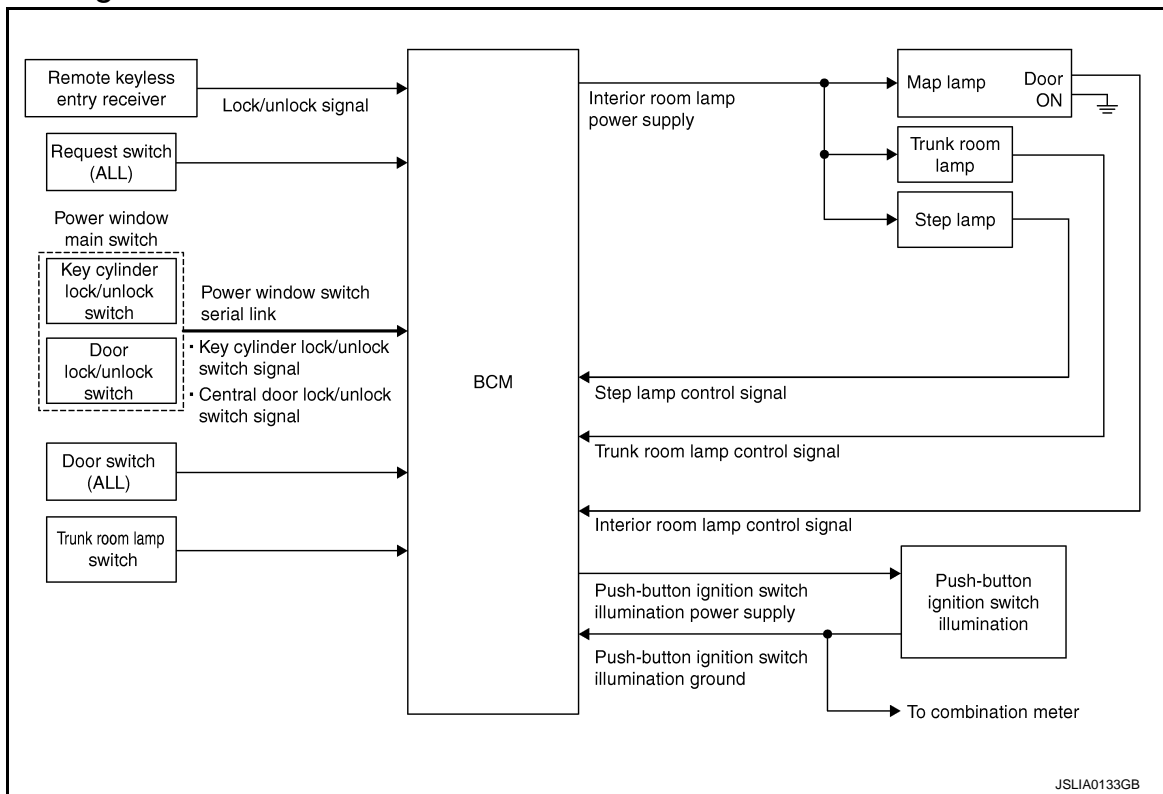 Remote keyless
entry receiver
Lock/unlock signal
Request switch
(ALL)
Power window
main switch
Key cylinder
lock/unlock
switch
Door
lock/unlock
switch
Power window switch
serial link
· Key cylinder lock/unlock
switch signal
· Central door lock/unlock
switch signal
Door switch
(ALL)
Trunk room lamp
switch
BCM
Interior room lamp
power supply
Map lamp
Door
ON
Trunk room
lamp
Step lamp
Step lamp control signal
Trunk room lamp control signal
Interior room lamp control signal
Push-button ignition switch
illumination power supply
Push-button
ignition switch
illumination
Push-button ignition switch
illumination ground
To combination meter
JSLIA0133GB